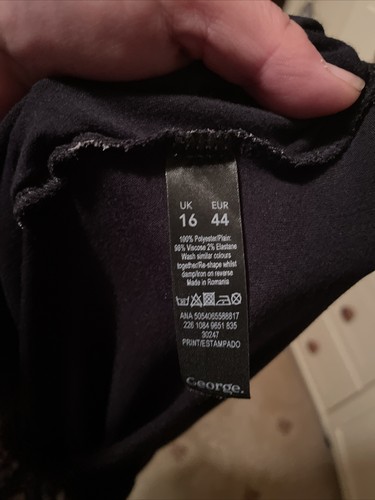 UK EUR
16 44
100% Polyester/Plain:
98% Viscose 2% Elastane
Wash similar colours
together/Re-shape whilst
damp/Iron on reverse
Made in Romania
ANA 5054065588817
226 1084 9651 835
30247
PRINT/ESTAMPADO
George.